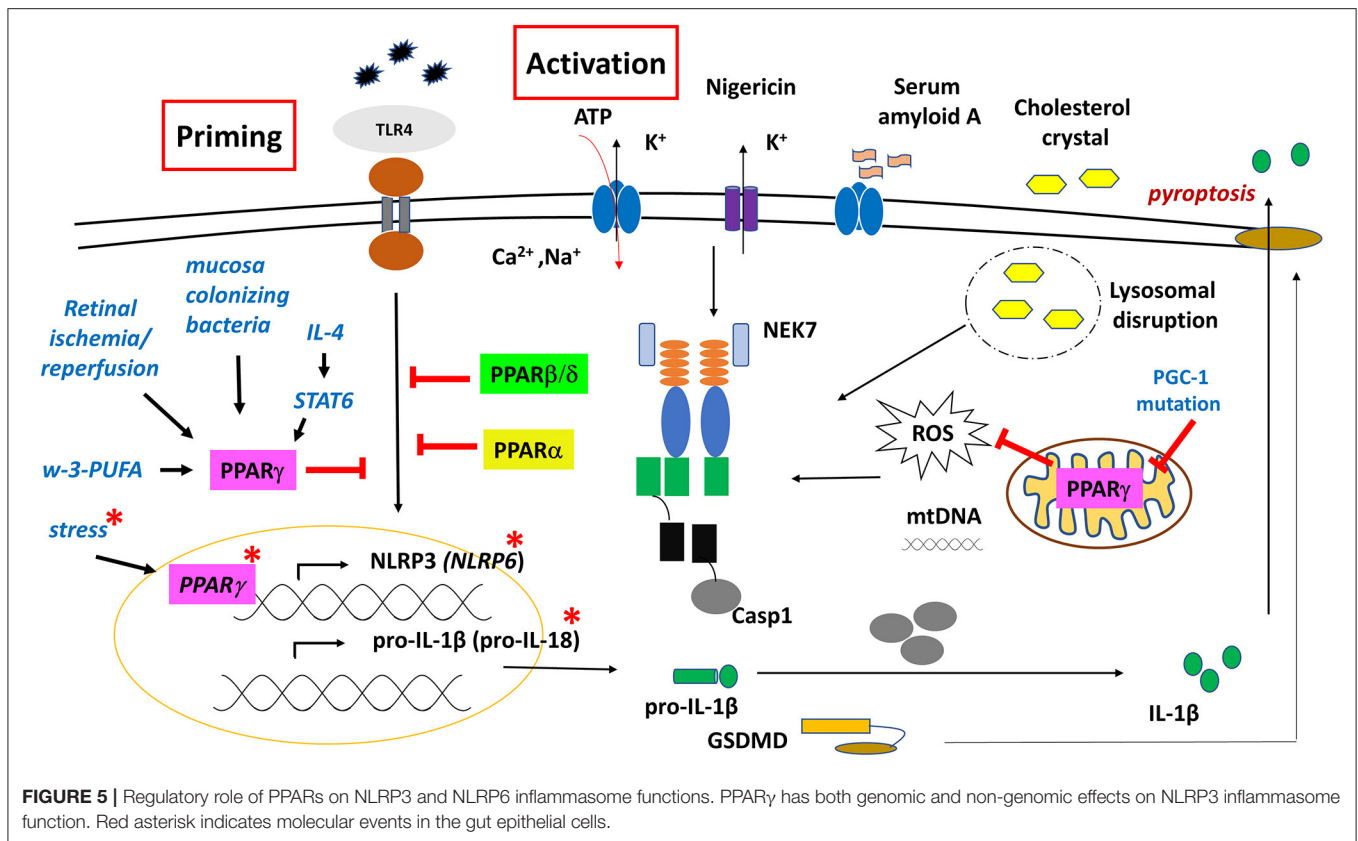 Priming
TLR4
Activation
ATP
K⁺
Nigericin
K⁺
Serum
amyloid A
Cholesterol
crystal
pyroptosis
Ca²⁺ ,Na⁺
mucosa
colonizing
bacteria
Retinal
ischemia/
reperfusion
IL-4
STAT6
w-3-PUFA
PPARγ
PPARβ/δ
PPARα
NEK7
Lysosomal
disruption
PGC-1
mutation
ROS
PPARγ
mtDNA
stress*
PPARγ*
NLRP3 (NLRP6)*
pro-IL-1β (pro-IL-18)*
Casp1
pro-IL-1β
GSDMD
IL-1β
FIGURE 5 | Regulatory role of PPARs on NLRP3 and NLRP6 inflammasome functions. PPARγ has both genomic and non-genomic effects on NLRP3 inflammasome
function. Red asterisk indicates molecular events in the gut epithelial cells.